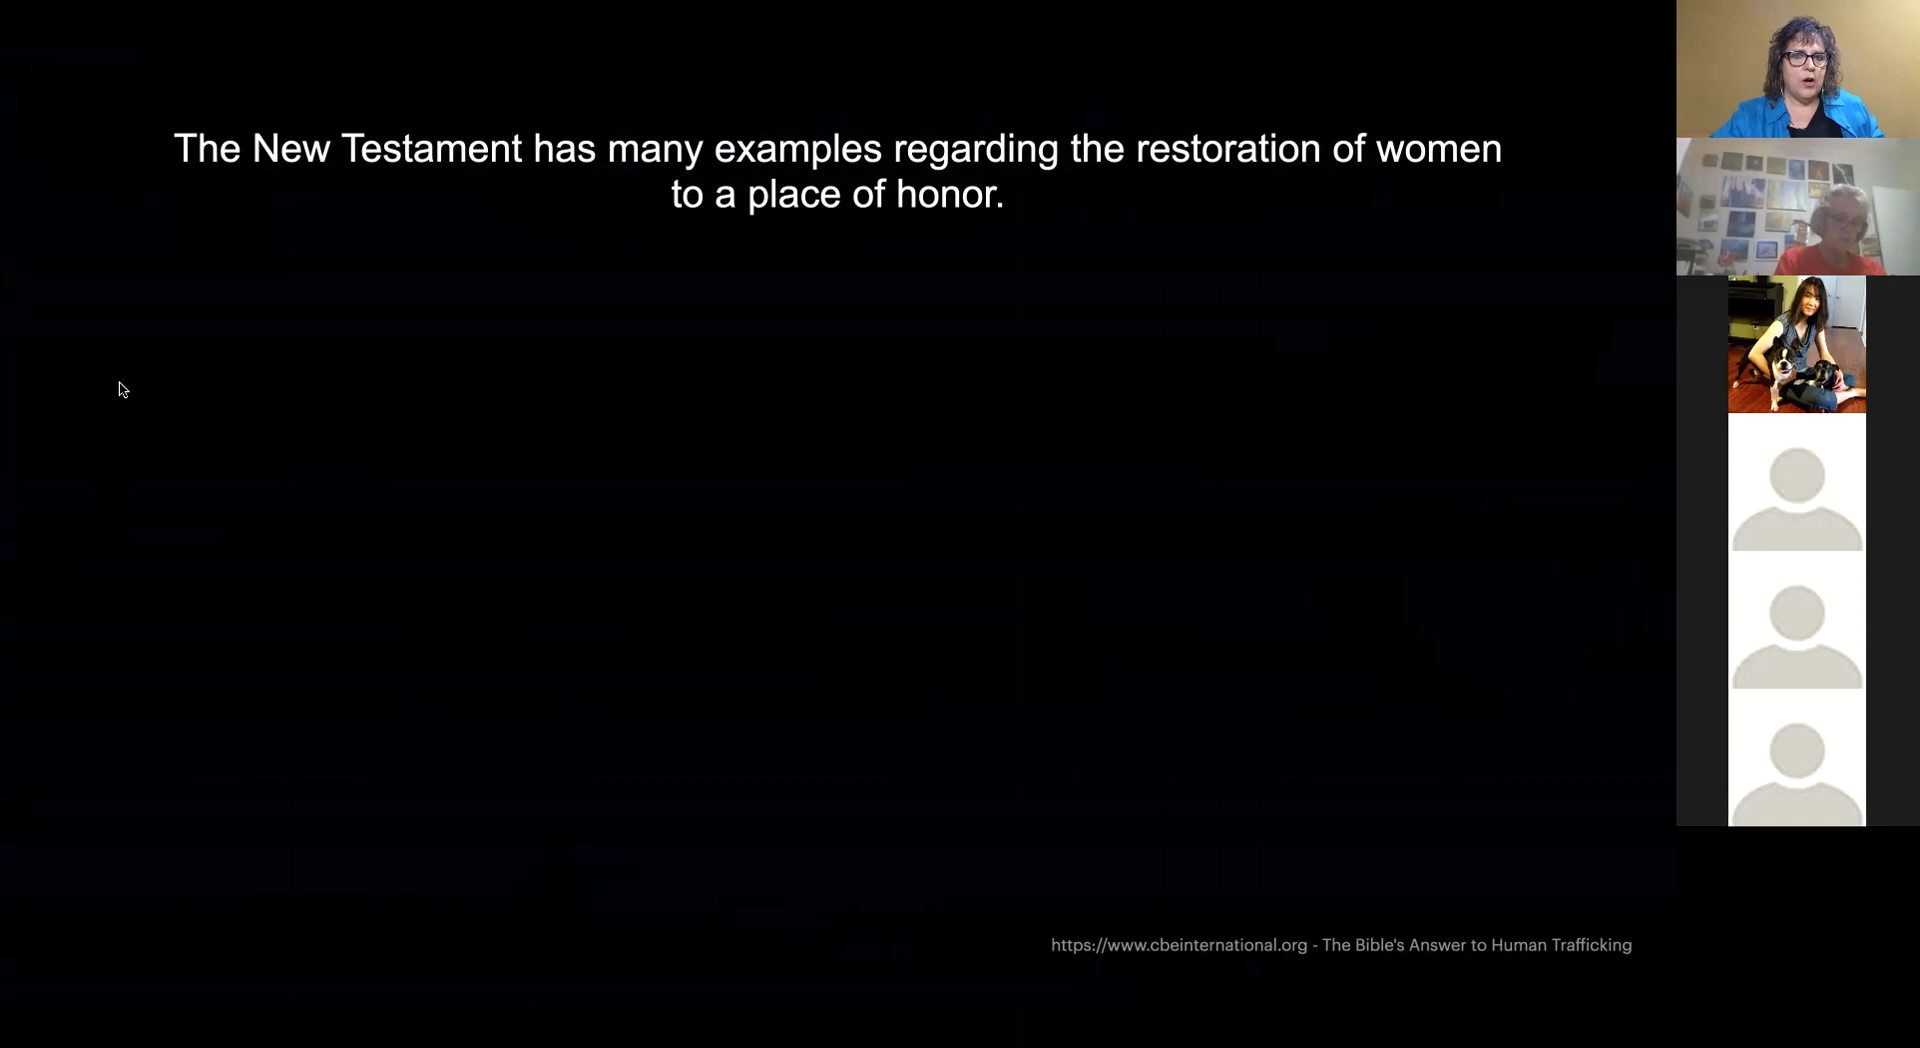 The New Testament has many examples regarding the restoration of women
to a place of honor.
https://www.cbeinternational.org - The Bible's Answer to Human Trafficking